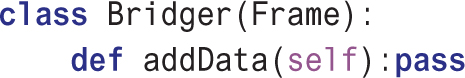 class Bridger(Frame):
    def addData(self):pass